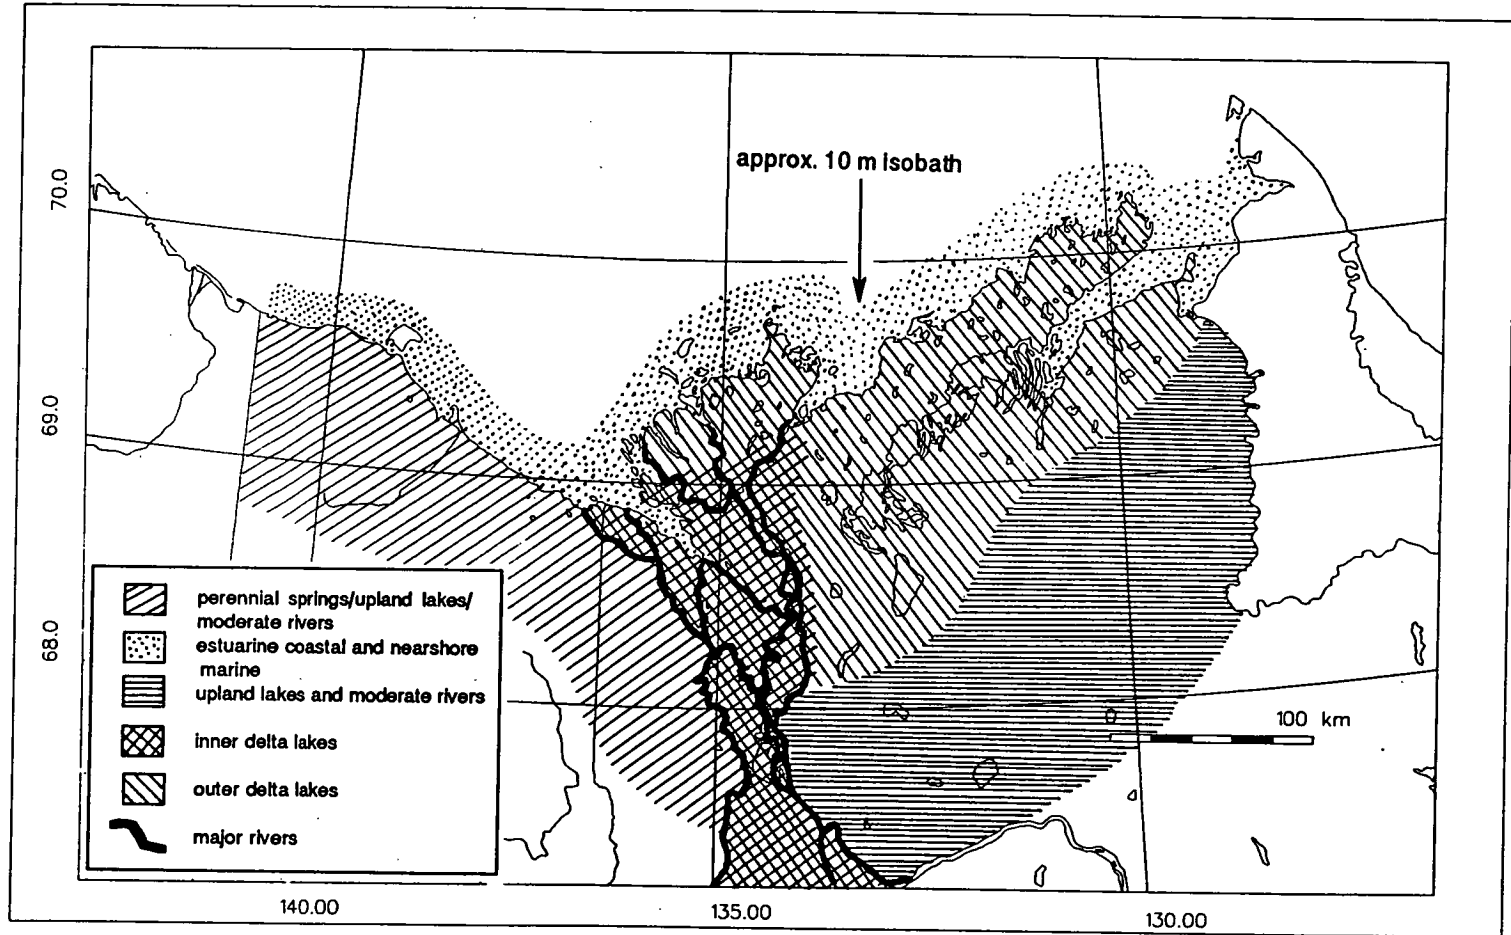 approx. 10 m isobath
70.0
69.0
68.0
perennial springs/upland lakes/
moderate rivers
estuarine coastal and nearshore
marine
upland lakes and moderate rivers
inner delta lakes
outer delta lakes
major rivers
100 km
140.00
135.00
130.00